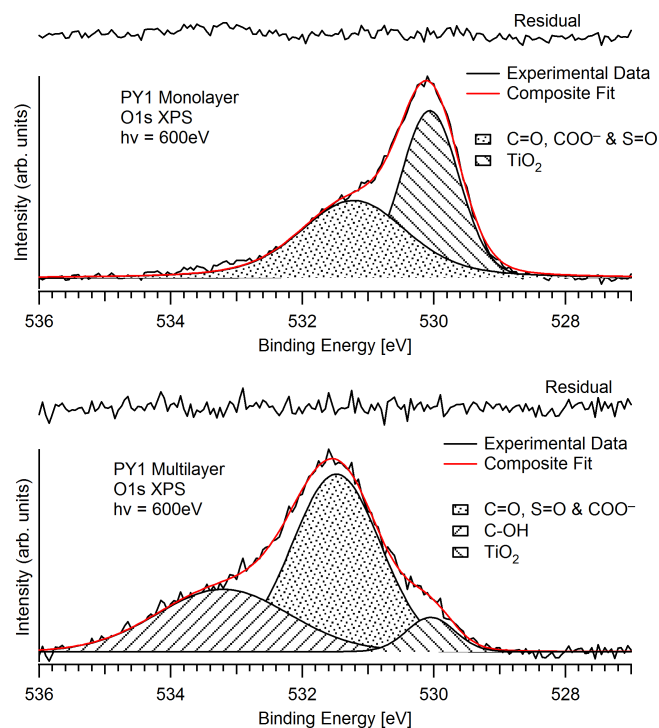 Residual
Experimental Data
Composite Fit
PY1 Monolayer
O1s XPS
hν = 600eV
C=O, COO⁻ & S=O
TiO₂
Intensity (arb. units)
536 534 532 530 528
Binding Energy [eV]
Residual
Experimental Data
Composite Fit
PY1 Multilayer
O1s XPS
hν = 600eV
C=O, S=O & COO⁻
C-OH
TiO₂
Intensity (arb. units)
536 534 532 530 528
Binding Energy [eV]